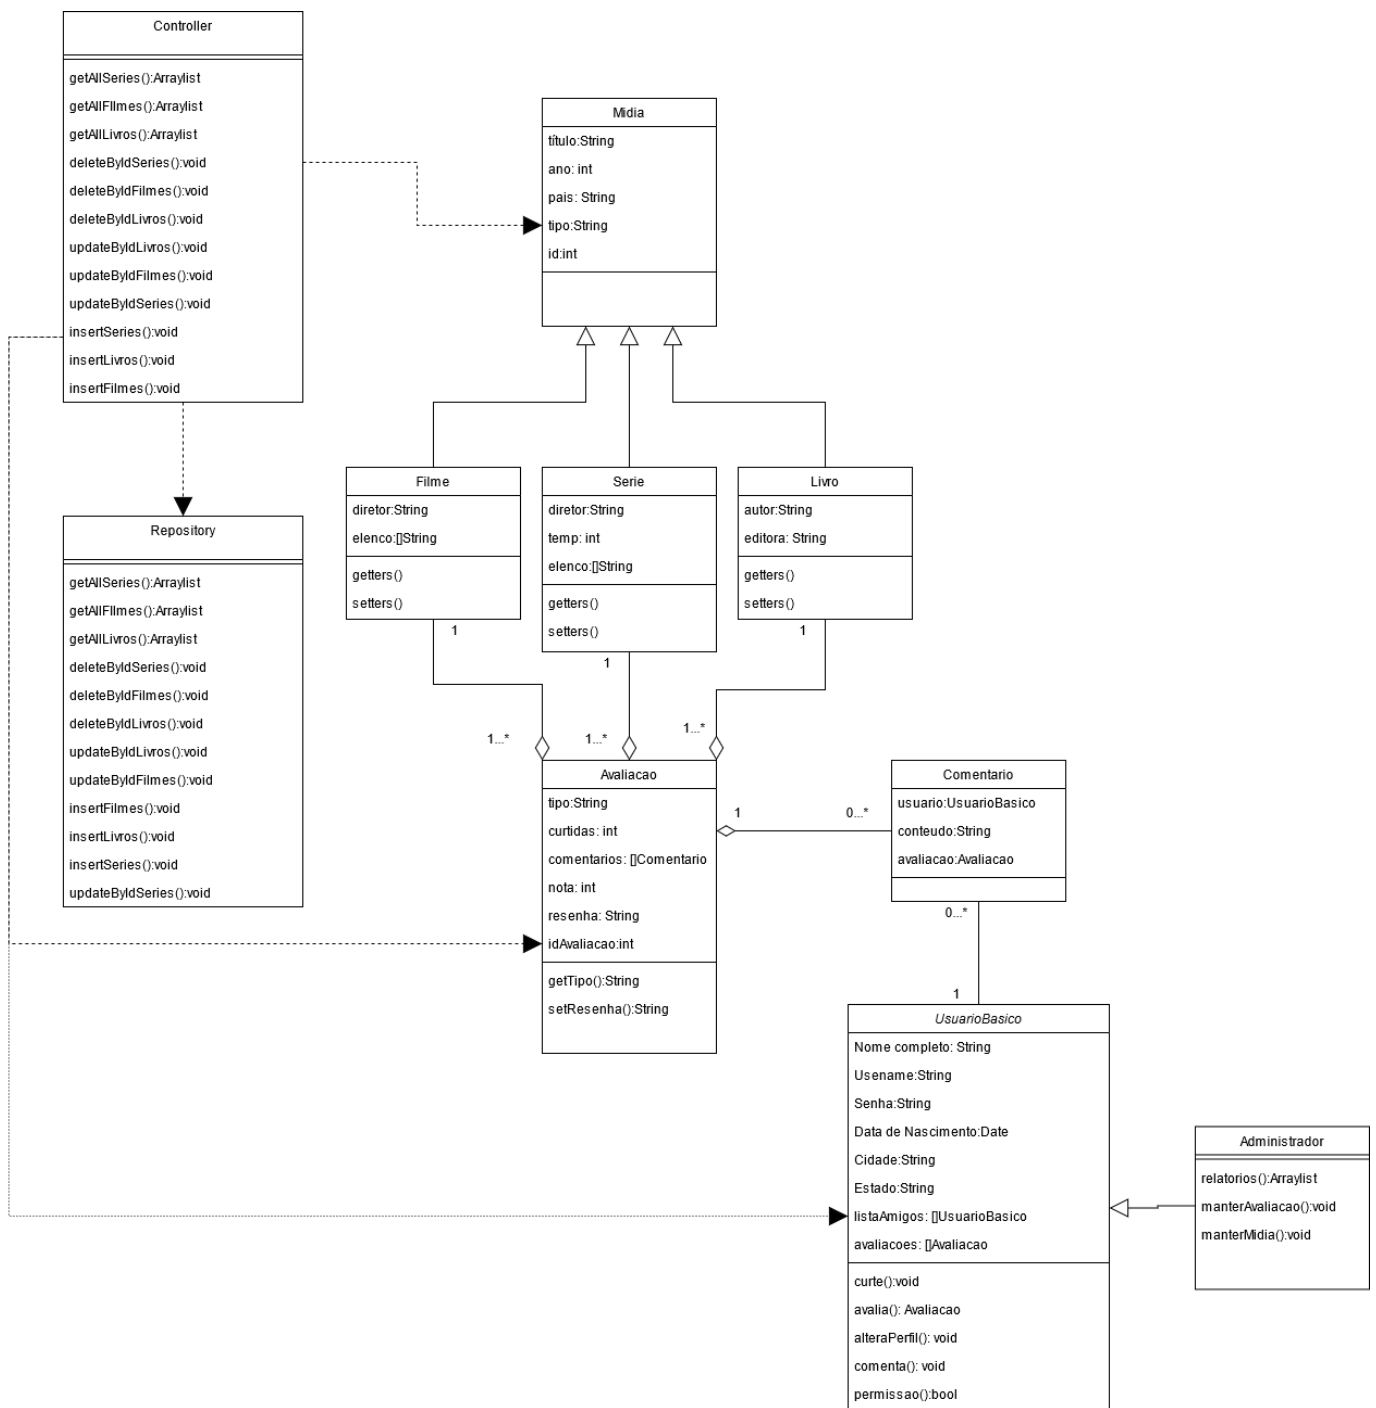 Controller
getAllSeries():Arraylist
getAllFIlmes():Arraylist
getAllLivros():Arraylist
deleteByIdSeries():void
deleteByIdFilmes():void
deleteByIdLivros():void
updateByIdLivros():void
updateByIdFilmes():void
updateByIdSeries():void
insertSeries():void
insertLivros():void
insertFilmes():void
Midia
título:String
ano: int
pais: String
tipo:String
id:int
Repository
getAllSeries():Arraylist
getAllFIlmes():Arraylist
getAllLivros():Arraylist
deleteByIdSeries():void
deleteByIdFilmes():void
deleteByIdLivros():void
updateByIdLivros():void
updateByIdFilmes():void
insertFilmes():void
insertLivros():void
insertSeries():void
updateByIdSeries():void
Filme
diretor:String
elenco:[]String
getters()
setters()
1
Serie
diretor:String
temp: int
elenco:[]String
getters()
setters()
1
Livro
autor:String
editora: String
getters()
setters()
1
1...*
1...*
1...*
Avaliacao
tipo:String
curtidas: int
comentarios: []Comentario
nota: int
resenha: String
idAvaliacao:int
getTipo():String
setResenha():String
1
0...*
Comentario
usuario:UsuarioBasico
conteudo:String
avaliacao:Avaliacao
0...*
1
UsuarioBasico
Nome completo: String
Usename:String
Senha:String
Data de Nascimento:Date
Cidade:String
Estado:String
listaAmigos: []UsuarioBasico
avaliacoes: []Avaliacao
curte():void
avalia(): Avaliacao
alteraPerfil(): void
comenta(): void
permissao():bool
Administrador
relatorios():Arraylist
manterAvaliacao():void
manterMidia():void